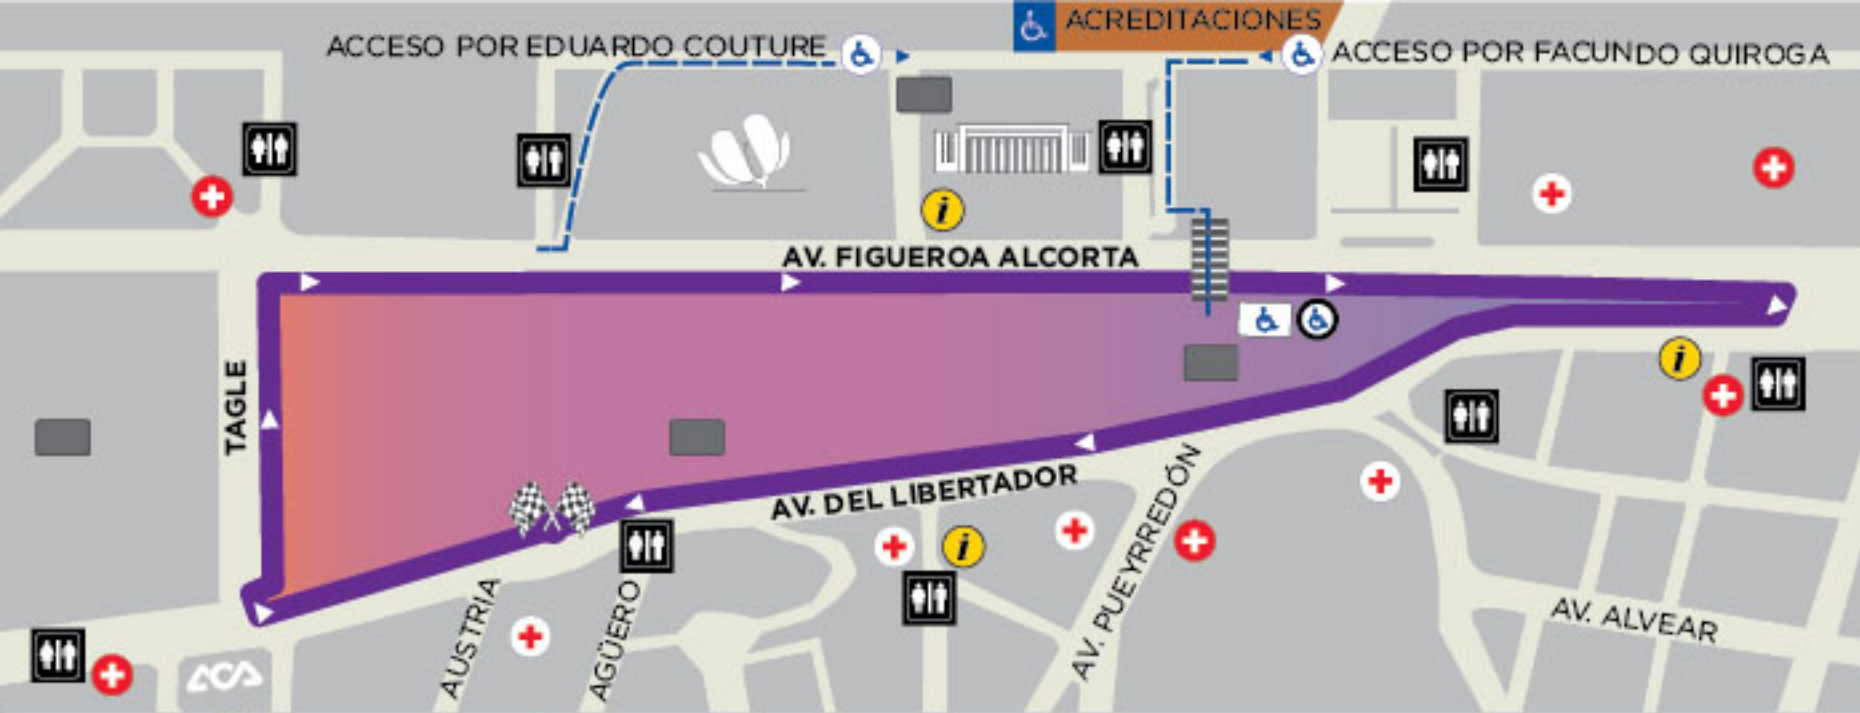 ACREDITACIONES
ACCESO POR EDUARDO COUTURE
ACCESO POR FACUNDO QUIROGA
i
AV. FIGUEROA ALCORTA
TAGLE
i
AV. DEL LIBERTADOR
i
AV. PUEYRREDÓN
AUSTRIA
AGÜERO
AV. ALVEAR
ACA